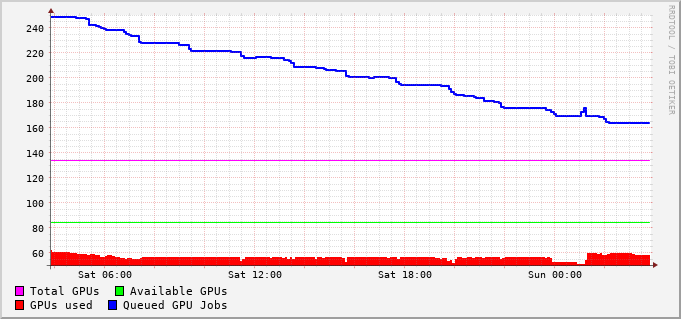 RRDTOOL / TOBI OETIKER
240
220
200
180
160
140
120
100
80
60
Sat 06:00 Sat 12:00 Sat 18:00 Sun 00:00
Total GPUs Available GPUs
GPUs used Queued GPU Jobs